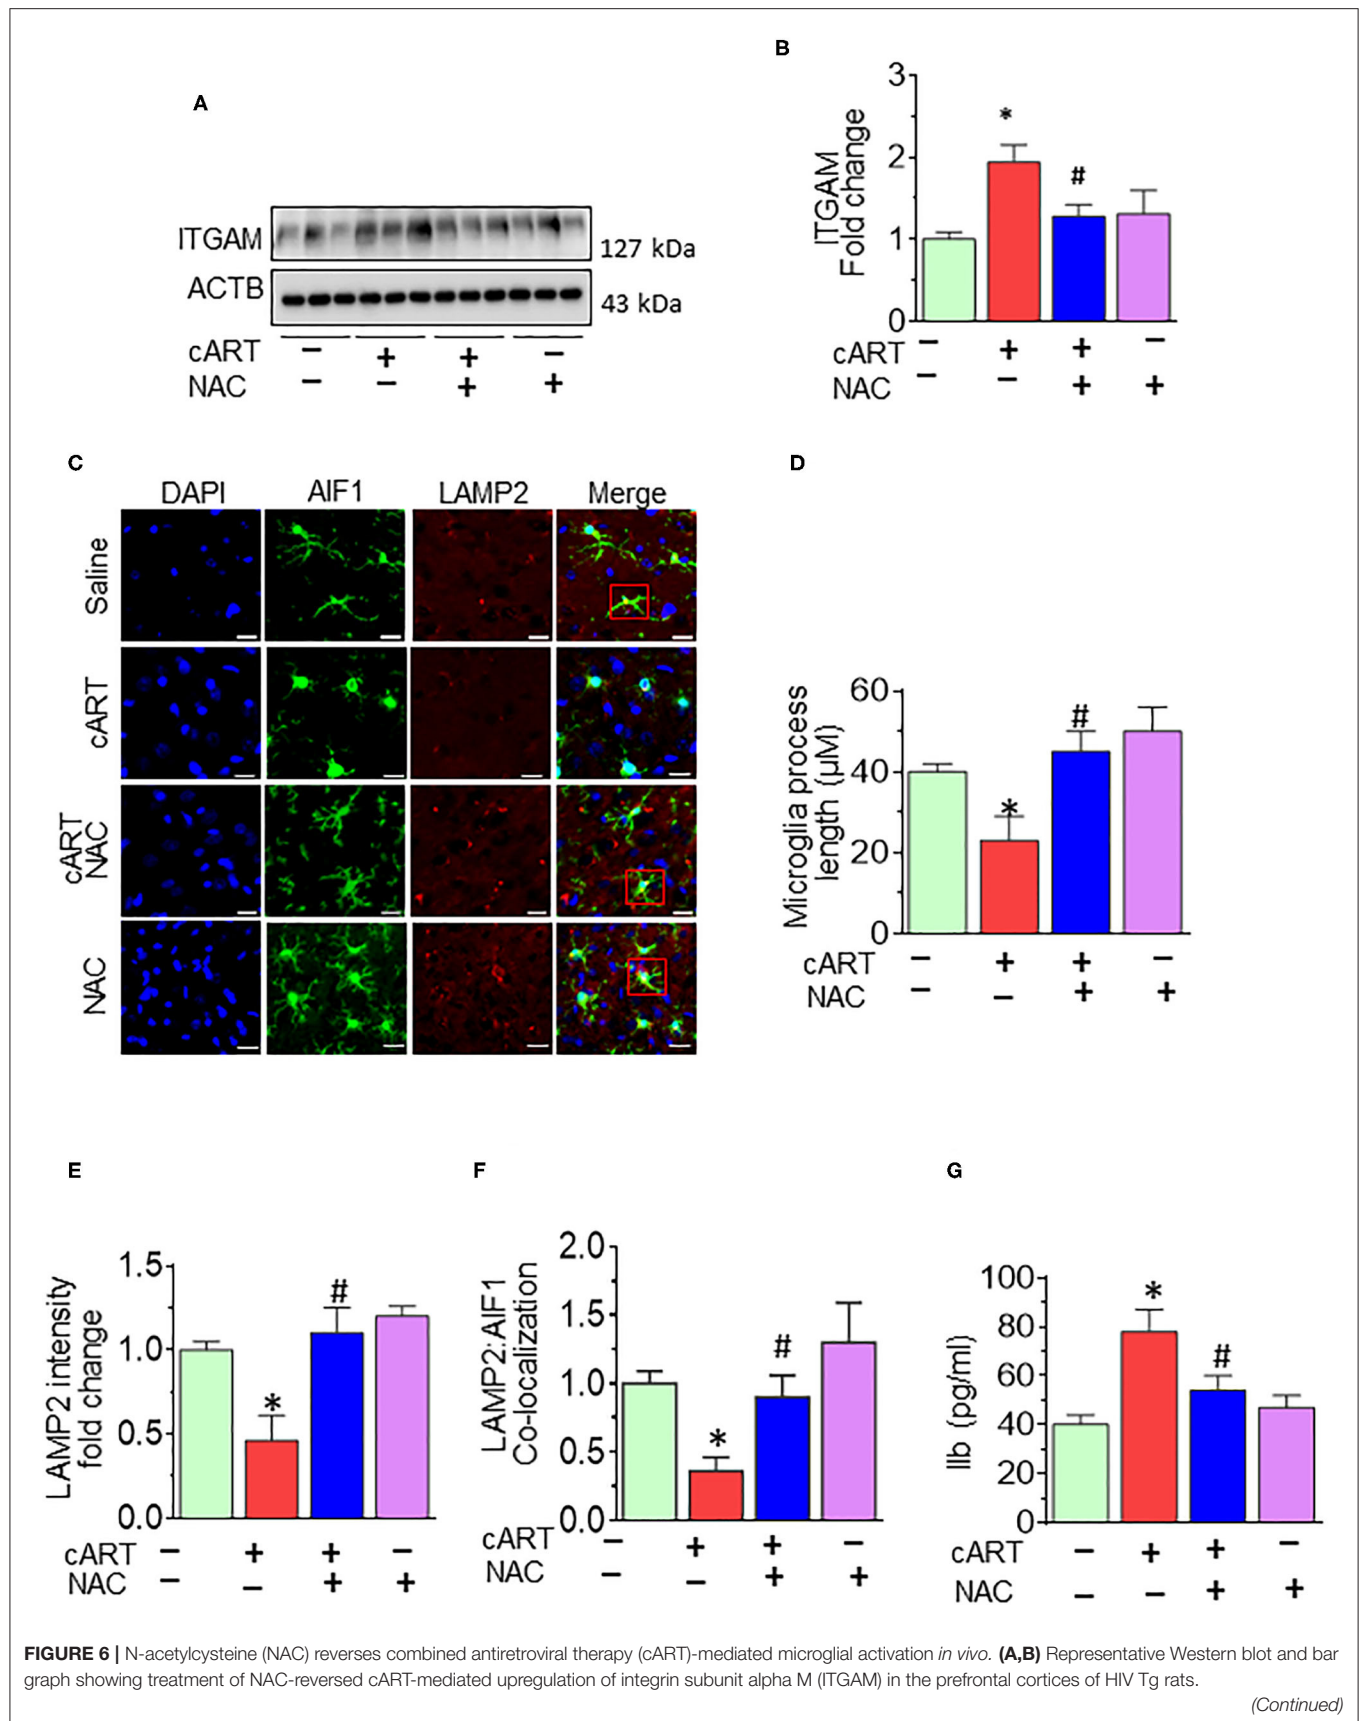 A
ITGAM
127 kDa
ACTB
43 kDa
cART − + + −
NAC − − + +
B
ITGAM
Fold change
3
2
1
0
*
#
cART − + + −
NAC − − + +
C
DAPI AIF1 LAMP2 Merge
Saline
cART
cART
NAC
NAC
D
Microglia process
length (µM)
60
40
20
0
*
#
cART − + + −
NAC − − + +
E
LAMP2 intensity
fold change
1.5
1.0
0.5
0.0
*
#
cART − + + −
NAC − − + +
F
LAMP2:AIF1
Co-localization
2.0
1.5
1.0
0.5
0.0
*
#
cART − + + −
NAC − − + +
G
IIb (pg/ml)
100
80
60
40
20
0
*
#
cART − + + −
NAC − − + +
FIGURE 6 | N-acetylcysteine (NAC) reverses combined antiretroviral therapy (cART)-mediated microglial activation in vivo. (A,B) Representative Western blot and bar
graph showing treatment of NAC-reversed cART-mediated upregulation of integrin subunit alpha M (ITGAM) in the prefrontal cortices of HIV Tg rats.
(Continued)